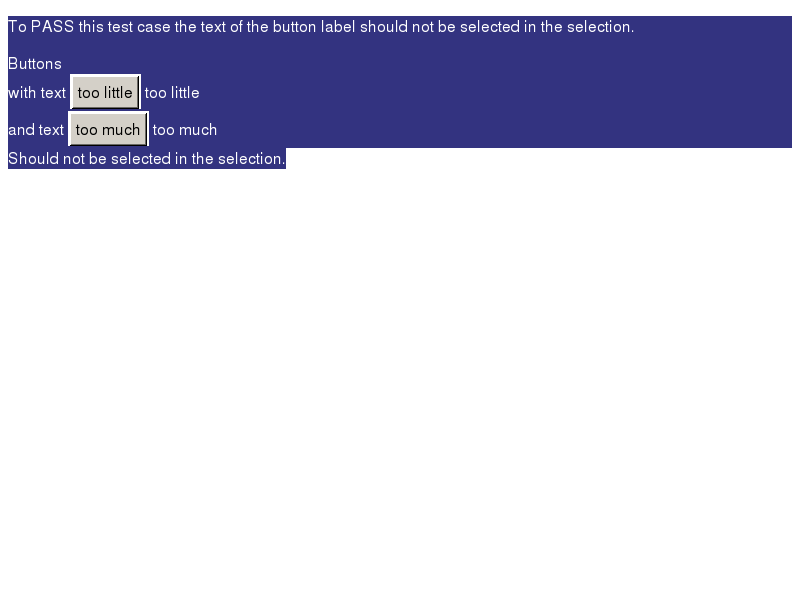 To PASS this test case the text of the button label should not be selected in the selection.
Buttons
with text too little too little
and text too much too much
Should not be selected in the selection.